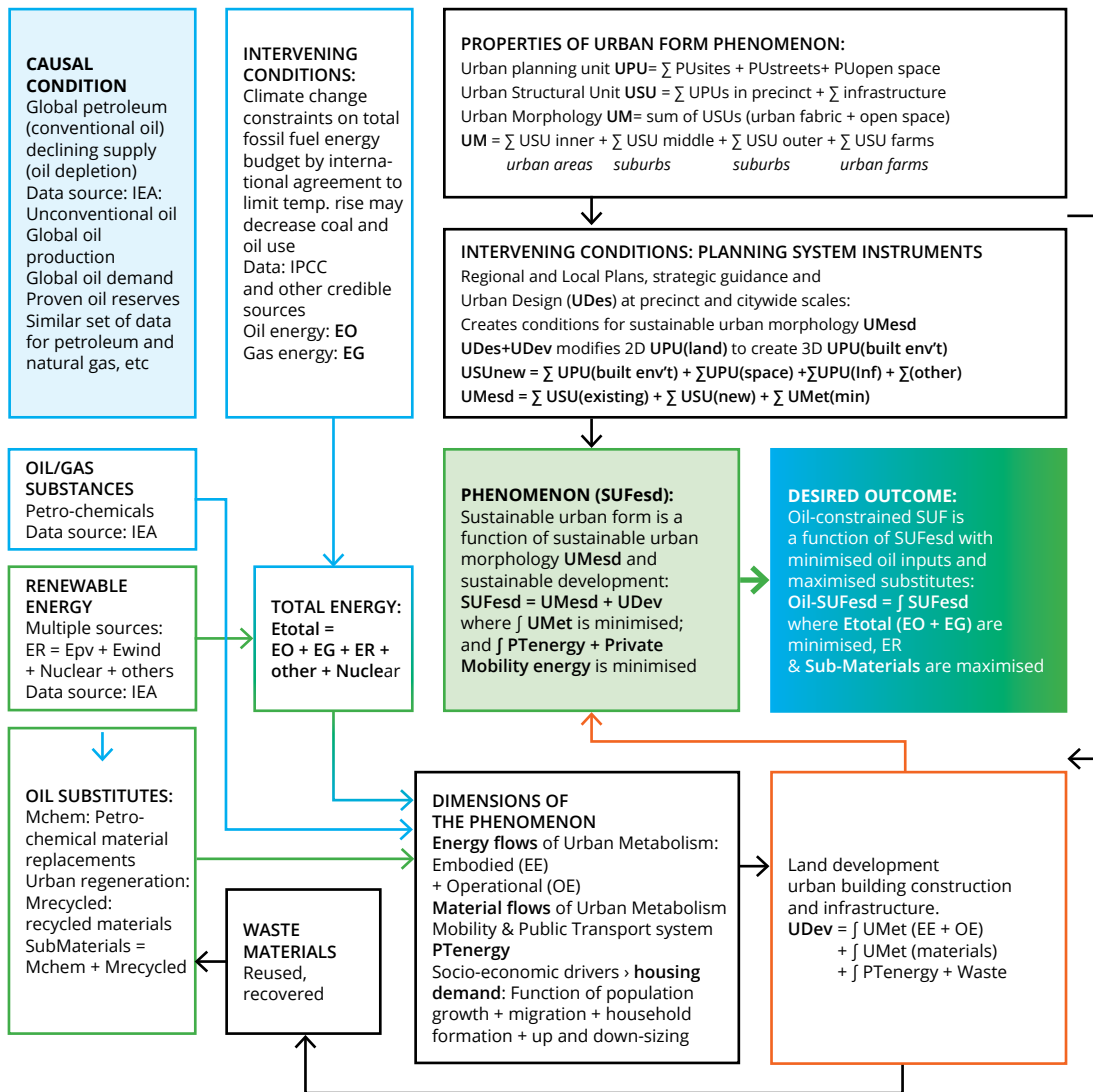 CAUSAL
CONDITION
Global petroleum
(conventional oil)
declining supply
(oil depletion)
Data source: IEA:
Unconventional oil
Global oil
production
Global oil demand
Proven oil reserves
Similar set of data
for petroleum and
natural gas, etc
INTERVENING
CONDITIONS:
Climate change
constraints on total
fossil fuel energy
budget by interna-
tional agreement to
limit temp. rise may
decrease coal and
oil use
Data: IPCC
and other credible
sources
Oil energy: EO
Gas energy: EG
PROPERTIES OF URBAN FORM PHENOMENON:
Urban planning unit UPU= ∑ PUsites + PUstreets+ PUopen space
Urban Structural Unit USU = ∑ UPUs in precinct + ∑ infrastructure
Urban Morphology UM= sum of USUs (urban fabric + open space)
UM = ∑ USU inner + ∑ USU middle + ∑ USU outer + ∑ USU farms
urban areas suburbs suburbs urban farms
INTERVENING CONDITIONS: PLANNING SYSTEM INSTRUMENTS
Regional and Local Plans, strategic guidance and
Urban Design (UDes) at precinct and citywide scales:
Creates conditions for sustainable urban morphology UMesd
UDes+UDev modifies 2D UPU(land) to create 3D UPU(built env't)
USUnew = ∑ UPU(built env't) + ∑UPU(space) +∑UPU(Inf) + ∑(other)
UMesd = ∑ USU(existing) + ∑ USU(new) + ∑ UMet(min)
OIL/GAS
SUBSTANCES
Petro-chemicals
Data source: IEA
RENEWABLE
ENERGY
Multiple sources:
ER = Epv + Ewind
+ Nuclear + others
Data source: IEA
TOTAL ENERGY:
Etotal =
EO + EG + ER +
other + Nuclear
PHENOMENON (SUFesd):
Sustainable urban form is a
function of sustainable urban
morphology UMesd and
sustainable development:
SUFesd = UMesd + UDev
where ∫ UMet is minimised;
and ∫ PTenergy + Private
Mobility energy is minimised
DESIRED OUTCOME:
Oil-constrained SUF is
a function of SUFesd with
minimised oil inputs and
maximised substitutes:
Oil-SUFesd = ∫ SUFesd
where Etotal (EO + EG) are
minimised, ER
& Sub-Materials are maximised
OIL SUBSTITUTES:
Mchem: Petro-
chemical material
replacements
Urban regeneration:
Mrecycled:
recycled materials
SubMaterials =
Mchem + Mrecycled
WASTE
MATERIALS
Reused,
recovered
DIMENSIONS OF
THE PHENOMENON
Energy flows of Urban Metabolism:
Embodied (EE)
+ Operational (OE)
Material flows of Urban Metabolism
Mobility & Public Transport system
PTenergy
Socio-economic drivers › housing
demand: Function of population
growth + migration + household
formation + up and down-sizing
Land development
urban building construction
and infrastructure.
UDev = ∫ UMet (EE + OE)
+ ∫ UMet (materials)
+ ∫ PTenergy + Waste